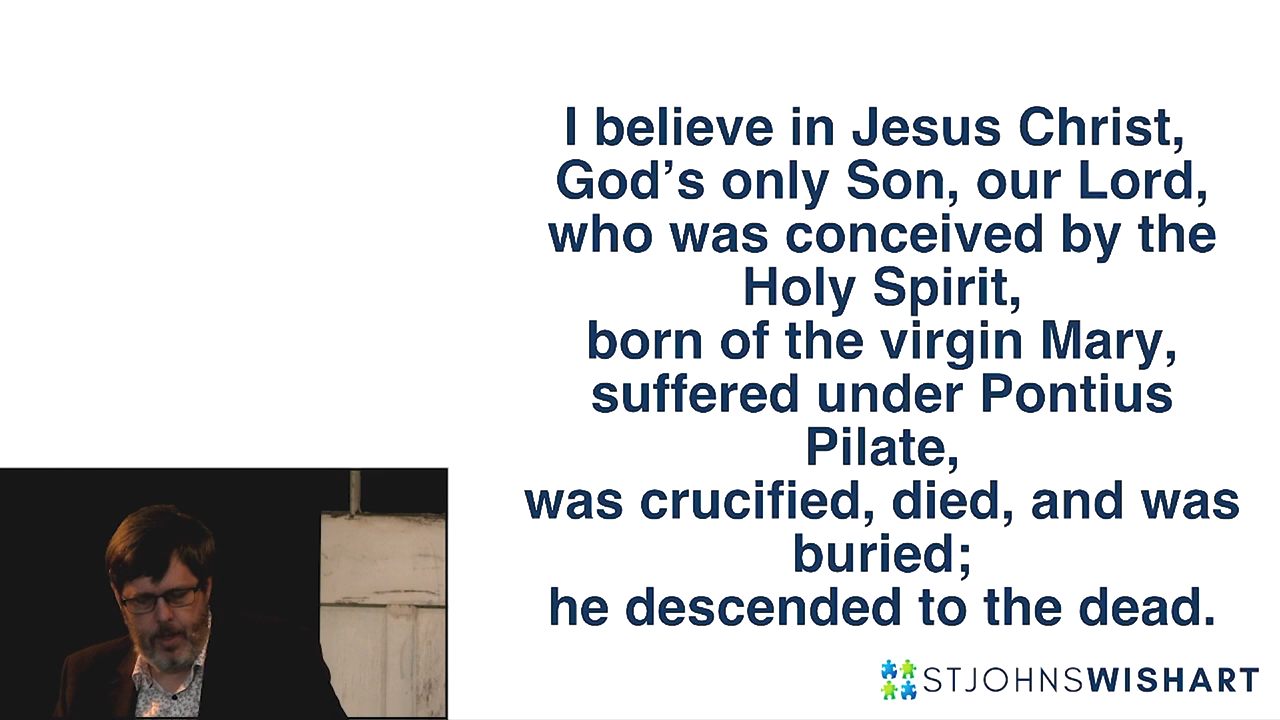 I believe in Jesus Christ,
God’s only Son, our Lord,
who was conceived by the
Holy Spirit,
born of the virgin Mary,
suffered under Pontius
Pilate,
was crucified, died, and was
buried;
he descended to the dead.
STJOHNSWISHART